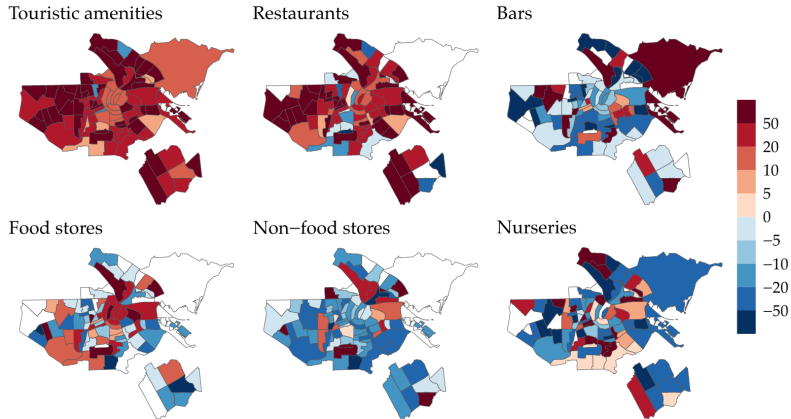 Touristic amenities
Restaurants
Bars
50
20
10
5
0
−5
−10
−20
−50
Food stores
Non−food stores
Nurseries